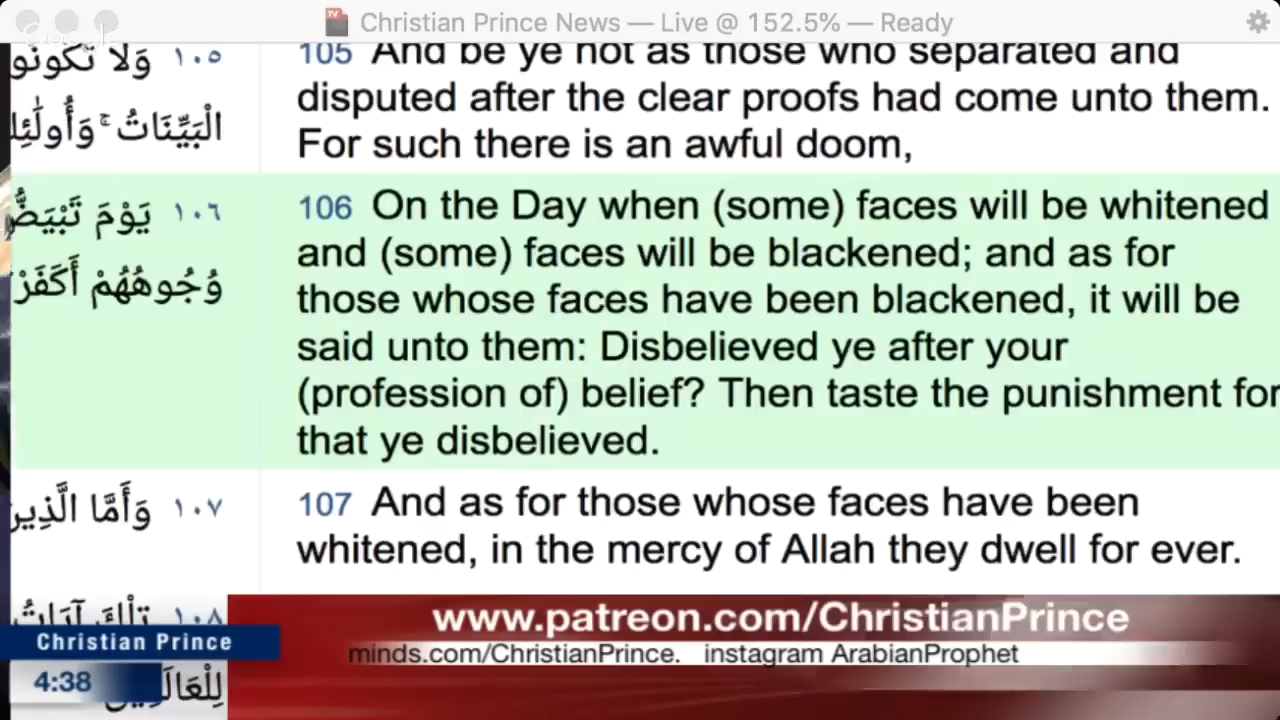 Christian Prince News — Live @ 152.5% — Ready
105 And be ye not as those who separated and
disputed after the clear proofs had come unto them.
For such there is an awful doom,
١٠٥ وَلَا تَكُونُو
الْبَيِّنَاتُ ۚ وَأُولَٰئِك
106 On the Day when (some) faces will be whitened
and (some) faces will be blackened; and as for
those whose faces have been blackened, it will be
said unto them: Disbelieved ye after your
(profession of) belief? Then taste the punishment for
that ye disbelieved.
١٠٦ يَوْمَ تَبْيَضُّ
وُجُوهُهُمْ أَكَفَرْ
107 And as for those whose faces have been
whitened, in the mercy of Allah they dwell for ever.
١٠٧ وَأَمَّا الَّذِين
١٠٨ تِلْكَ آيَاتُ
www.patreon.com/ChristianPrince
Christian Prince
minds.com/ChristianPrince. instagram ArabianProphet
4:38